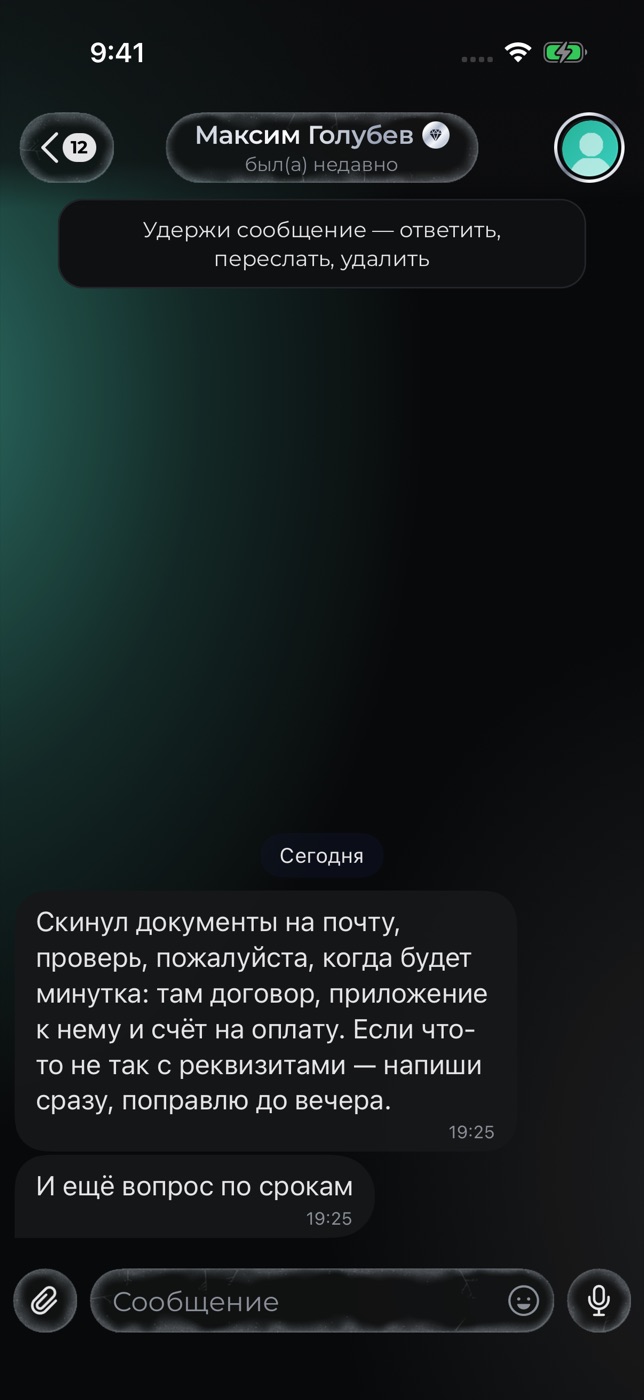 9:41
12
Максим Голубев
был(а) недавно
Удержи сообщение — ответить,
переслать, удалить
Сегодня
Скинул документы на почту,
проверь, пожалуйста, когда будет
минутка: там договор, приложение
к нему и счёт на оплату. Если что-
то не так с реквизитами — напиши
сразу, поправлю до вечера.
19:25
И ещё вопрос по срокам
19:25
Сообщение